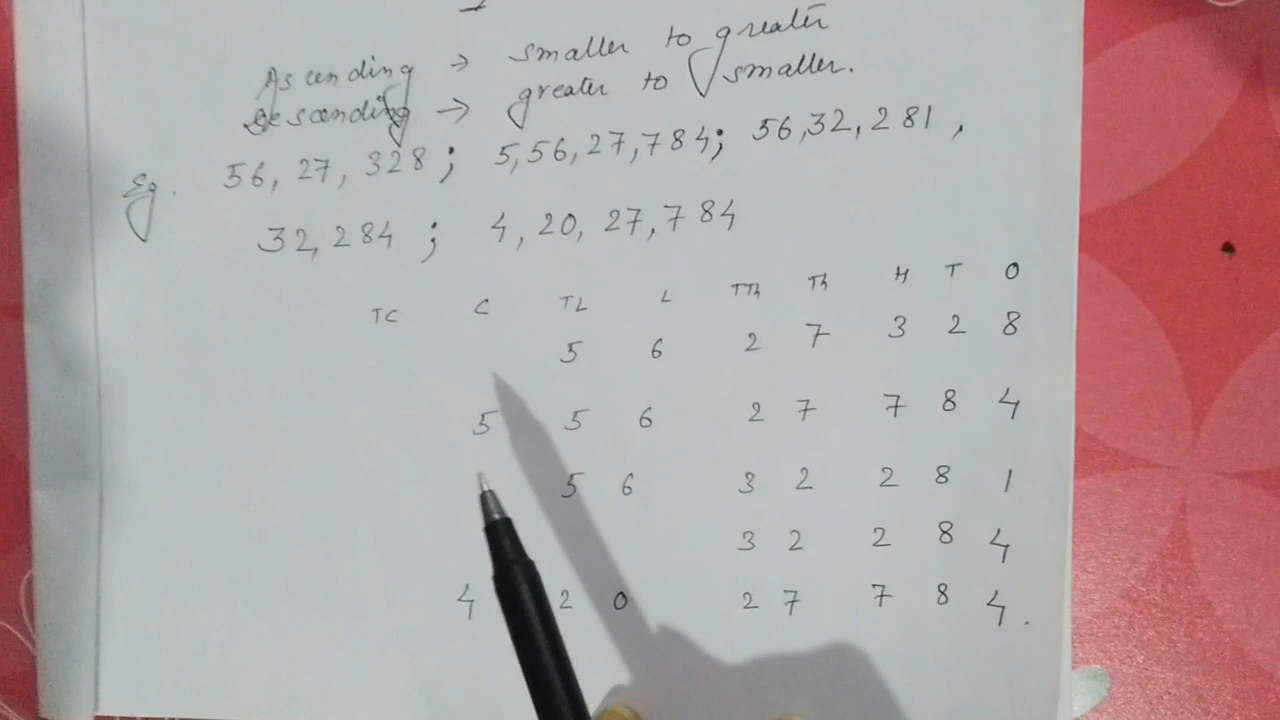 Ascending → smaller to greater
Descending → greater to smaller.
Eg. 56, 27, 328 ; 5,56,27,784; 56,32,281 ,
32,284 ; 4,20,27,784
TC C TL L TTh Th H T O
5 6 2 7 3 2 8
5 5 6 2 7 7 8 4
5 6 3 2 2 8 1
3 2 2 8 4
4 2 0 2 7 7 8 4 .